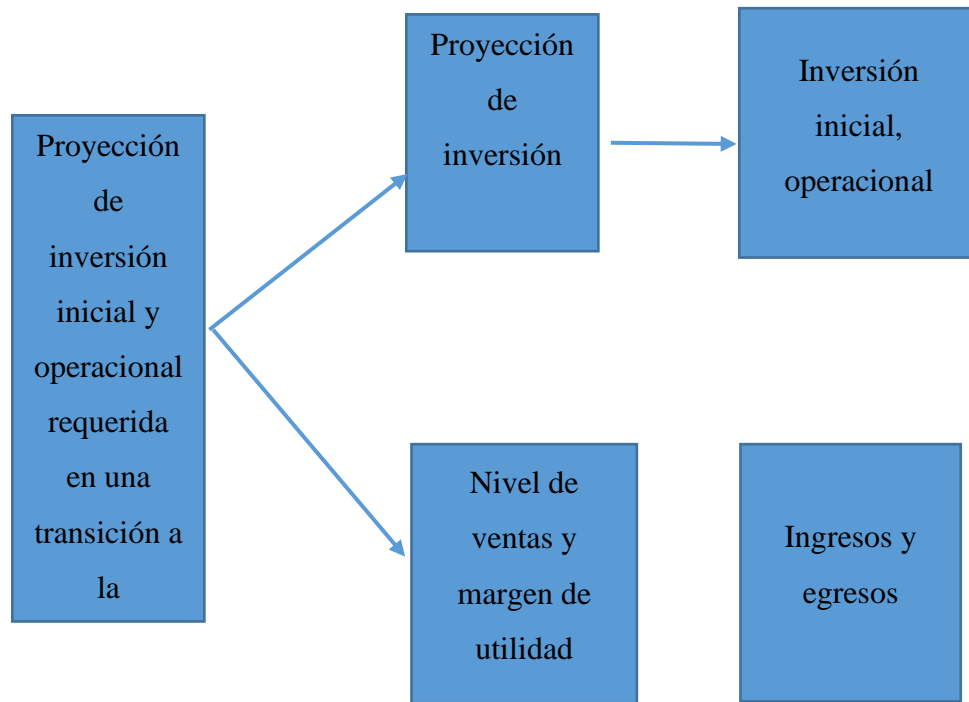 Proyección
de
inversión
inicial y
operacional
requerida
en una
transición a
la
Proyección
de
inversión
Inversión
inicial,
operacional
Nivel de
ventas y
margen de
utilidad
Ingresos y
egresos